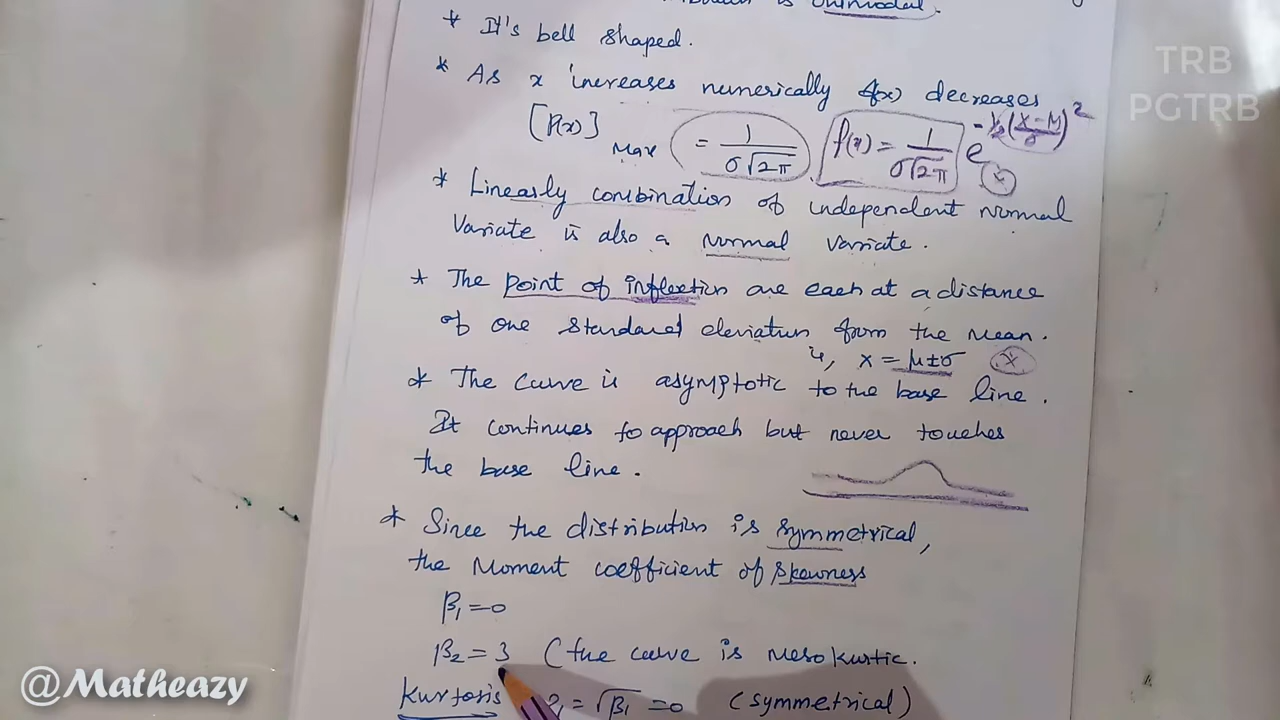 is unimodal.
* It's bell shaped.
* As x increases numerically f(x) decreases
[P(x)] Max = 1/σ√2π f(x) = 1/σ√2π e^-½(x-μ/σ)²
* Linearly combination of independent normal
Variate is also a normal variate.
* The point of inflection are each at a distance
of one standard deviation from the mean.
ie, x = μ±σ
* The curve is asymptotic to the base line.
It continues to approach but never touches
the base line.
* Since the distribution is symmetrical,
the Moment coefficient of skewness
β₁=0
β₂=3 (the curve is mesokurtic.
Kurtosis = √β₁ =0 (symmetrical)
TRB
PGTRB
@Matheazy